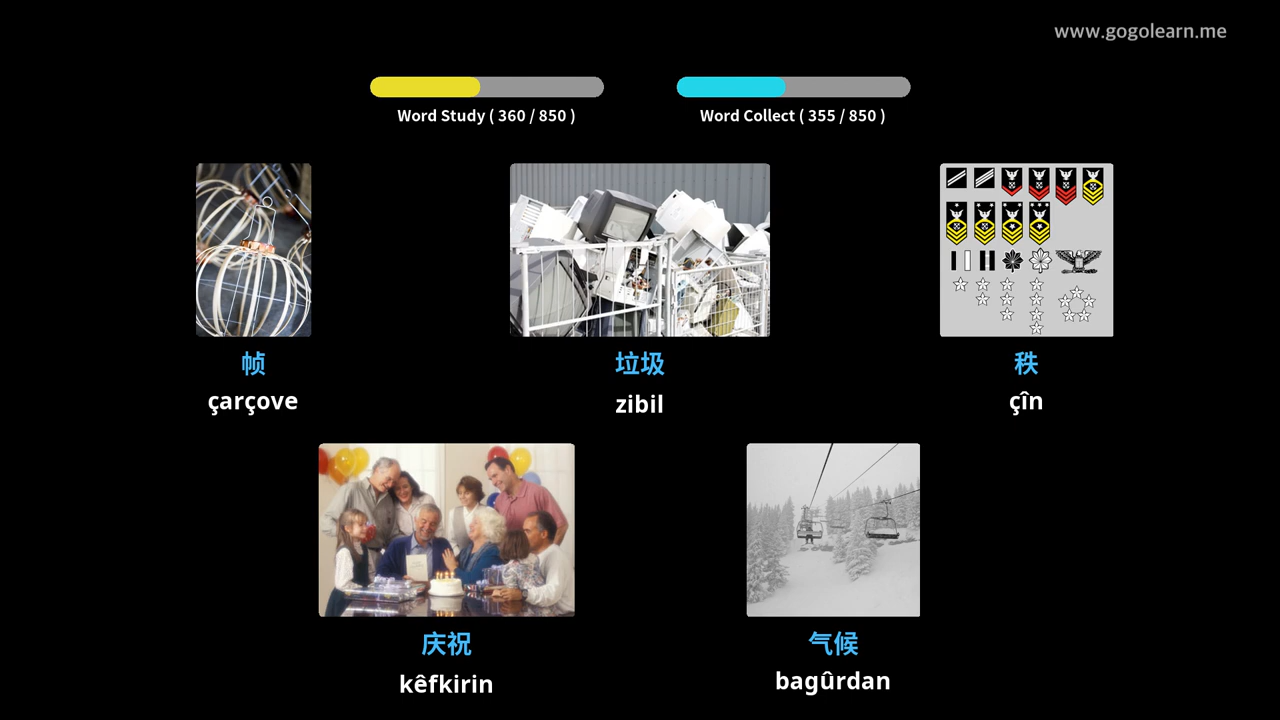 www.gogolearn.me
Word Study ( 360 / 850 )
Word Collect ( 355 / 850 )
帧
çarçove
垃圾
zibil
秩
çîn
庆祝
kêfkirin
气候
bagûrdan